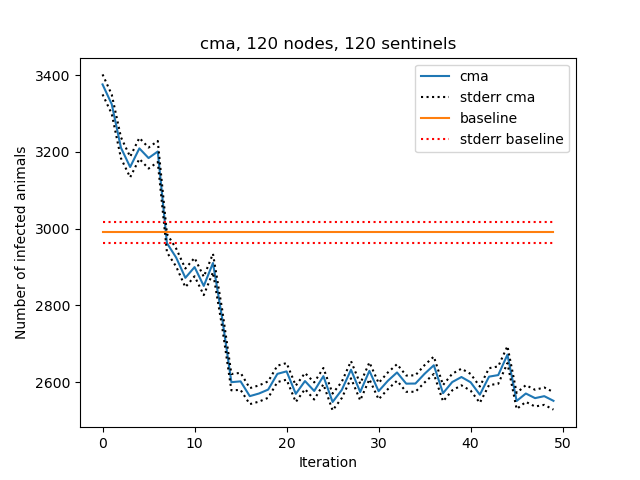 cma, 120 nodes, 120 sentinels
3400
3200
3000
2800
2600
Number of infected animals
cma
stderr cma
baseline
stderr baseline
0 10 20 30 40 50
Iteration